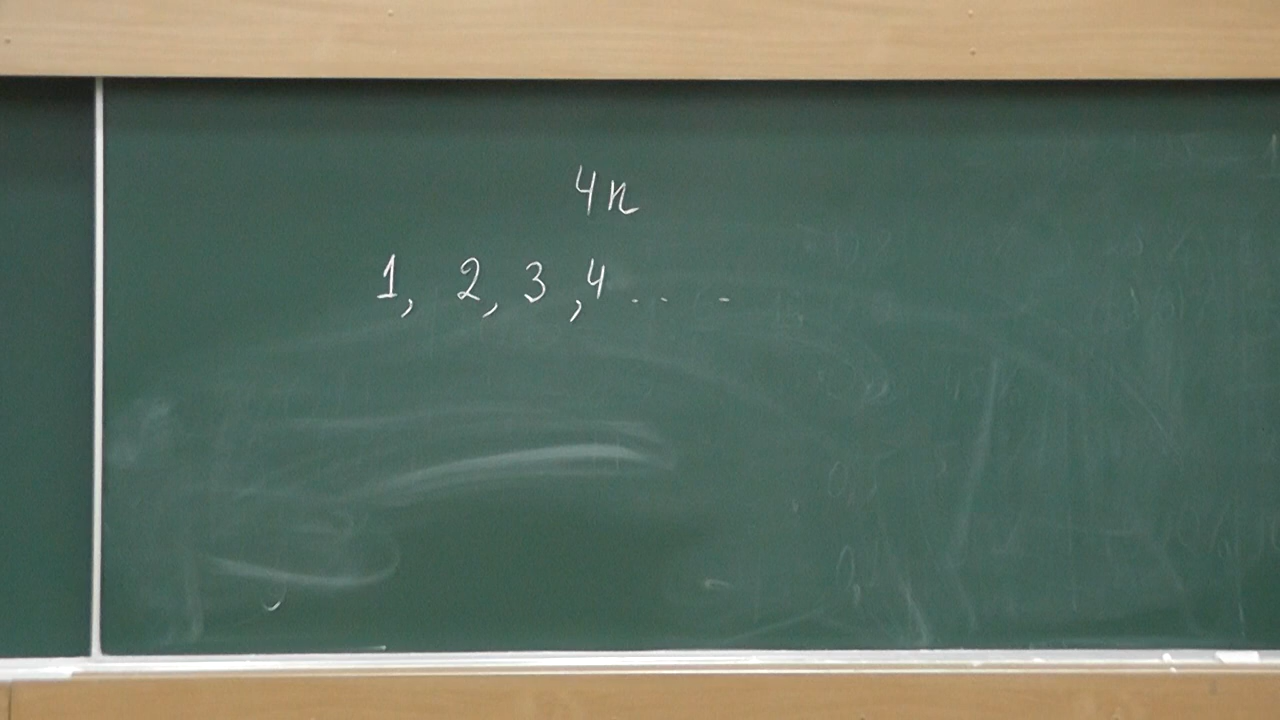 4n
1, 2, 3, 4 . . .